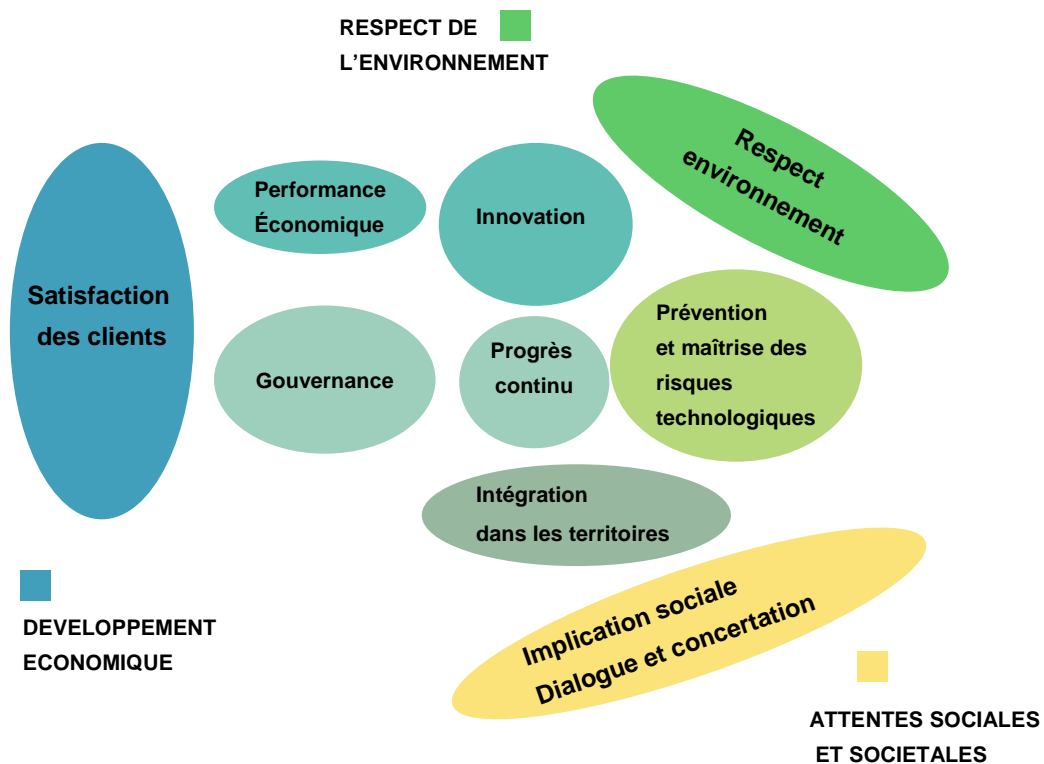 RESPECT DE
L'ENVIRONNEMENT
Respect
environnement
Performance
Économique
Innovation
Satisfaction
des clients
Prévention
et maîtrise des
risques
technologiques
Gouvernance
Progrès
continu
Intégration
dans les territoires
Implication sociale
Dialogue et concertation
DEVELOPPEMENT
ECONOMIQUE
ATTENTES SOCIALES
ET SOCIETALES